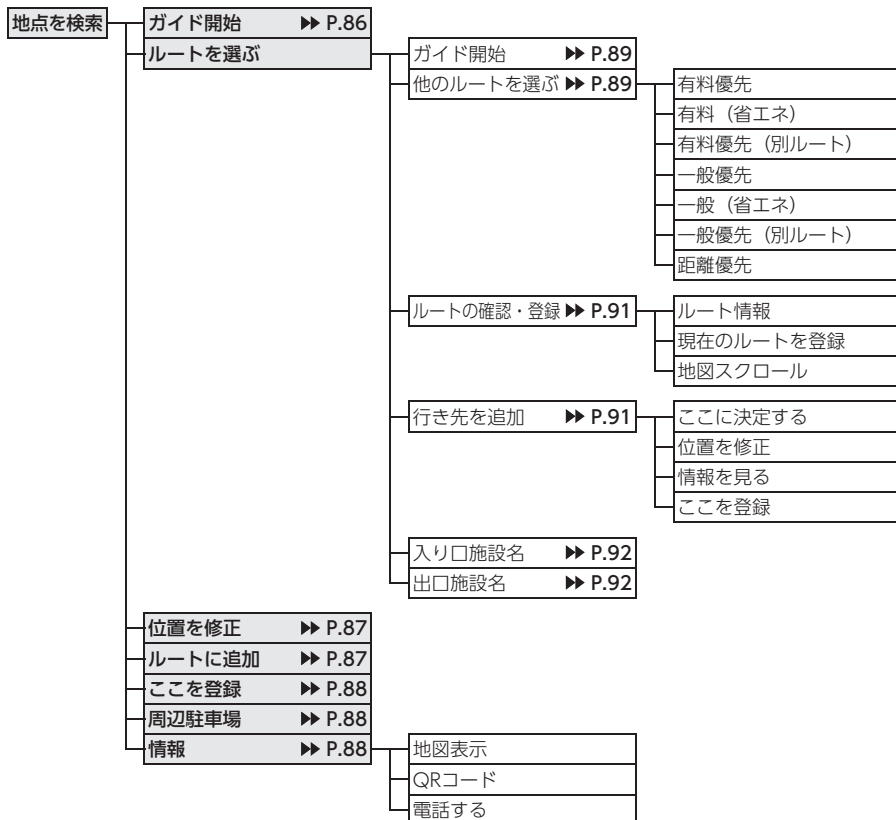 地点を検索
ガイド開始 ▶▶ P.86
ルートを選ぶ
ガイド開始 ▶▶ P.89
他のルートを選ぶ ▶▶ P.89
有料優先
有料（省エネ）
有料優先（別ルート）
一般優先
一般（省エネ）
一般優先（別ルート）
距離優先
ルートの確認・登録 ▶▶ P.91
ルート情報
現在のルートを登録
地図スクロール
行き先を追加 ▶▶ P.91
ここに決定する
位置を修正
情報を見る
ここを登録
入り口施設名 ▶▶ P.92
出口施設名 ▶▶ P.92
位置を修正 ▶▶ P.87
ルートに追加 ▶▶ P.87
ここを登録 ▶▶ P.88
周辺駐車場 ▶▶ P.88
情報 ▶▶ P.88
地図表示
QRコード
電話する